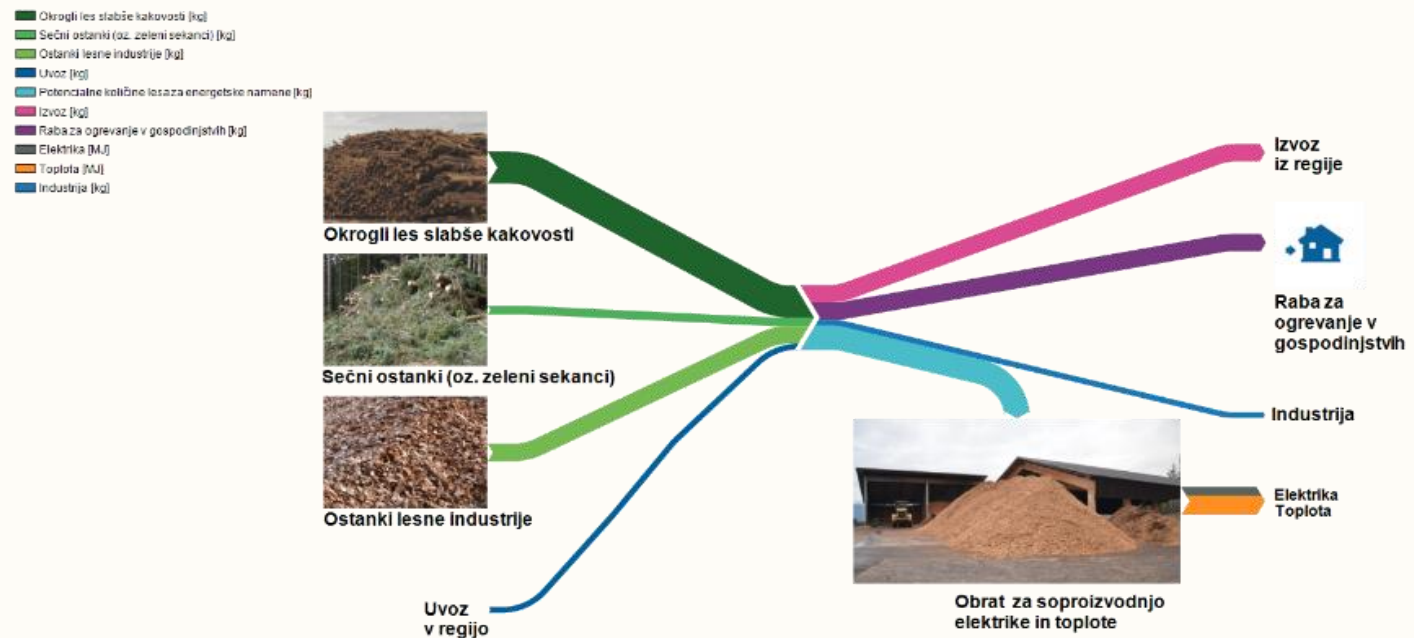 Okrogli les slabše kakovosti [kg]
Sečni ostanki (oz. zeleni sekanci) [kg]
Ostanki lesne industrije [kg]
Uvoz [kg]
Potencialne količine lesa za energetske namene [kg]
Izvoz [kg]
Raba za ogrevanje v gospodinjstvih [kg]
Elektrika [MJ]
Toplota [MJ]
Industrija [kg]
Okrogli les slabše kakovosti
Sečni ostanki (oz. zeleni sekanci)
Ostanki lesne industrije
Uvoz
v regijo
Izvoz
iz regije
Raba za
ogrevanje v
gospodinjstvih
Industrija
Elektrika
Toplota
Obrat za soproizvodnjo
elektrike in toplote